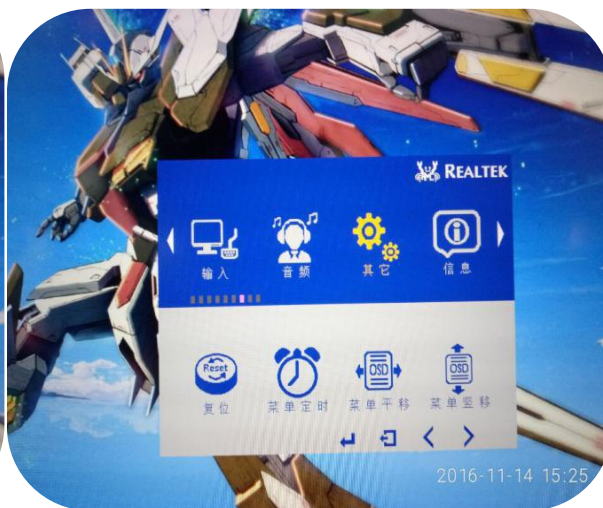 REALTEK
输入 音频 其它 信息
Reset OSD OSD
复位 菜单定时 菜单平移 菜单竖移
2016-11-14 15:25